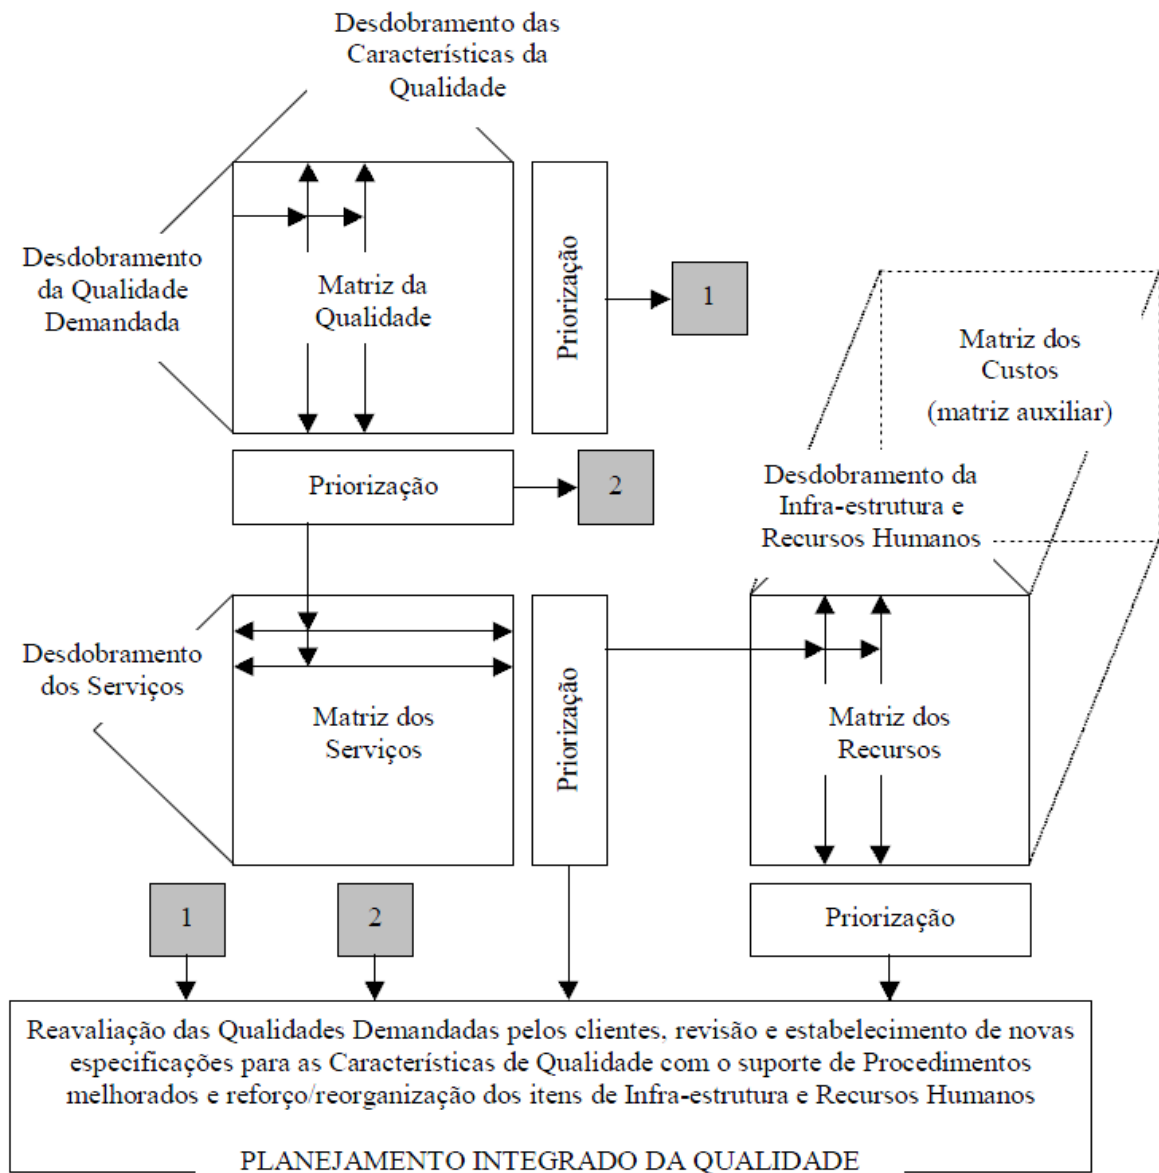 Desdobramento das
Características da
Qualidade
Desdobramento
da Qualidade
Demandada
Matriz da
Qualidade
Priorização
1
Matriz dos
Custos
(matriz auxiliar)
Priorização
2
Desdobramento da
Infra-estrutura e
Recursos Humanos
Desdobramento
dos Serviços
Matriz dos
Serviços
Priorização
Matriz dos
Recursos
1
2
Priorização
Reavaliação das Qualidades Demandadas pelos clientes, revisão e estabelecimento de novas
especificações para as Características de Qualidade com o suporte de Procedimentos
melhorados e reforço/reorganização dos itens de Infra-estrutura e Recursos Humanos
PLANEJAMENTO INTEGRADO DA QUALIDADE